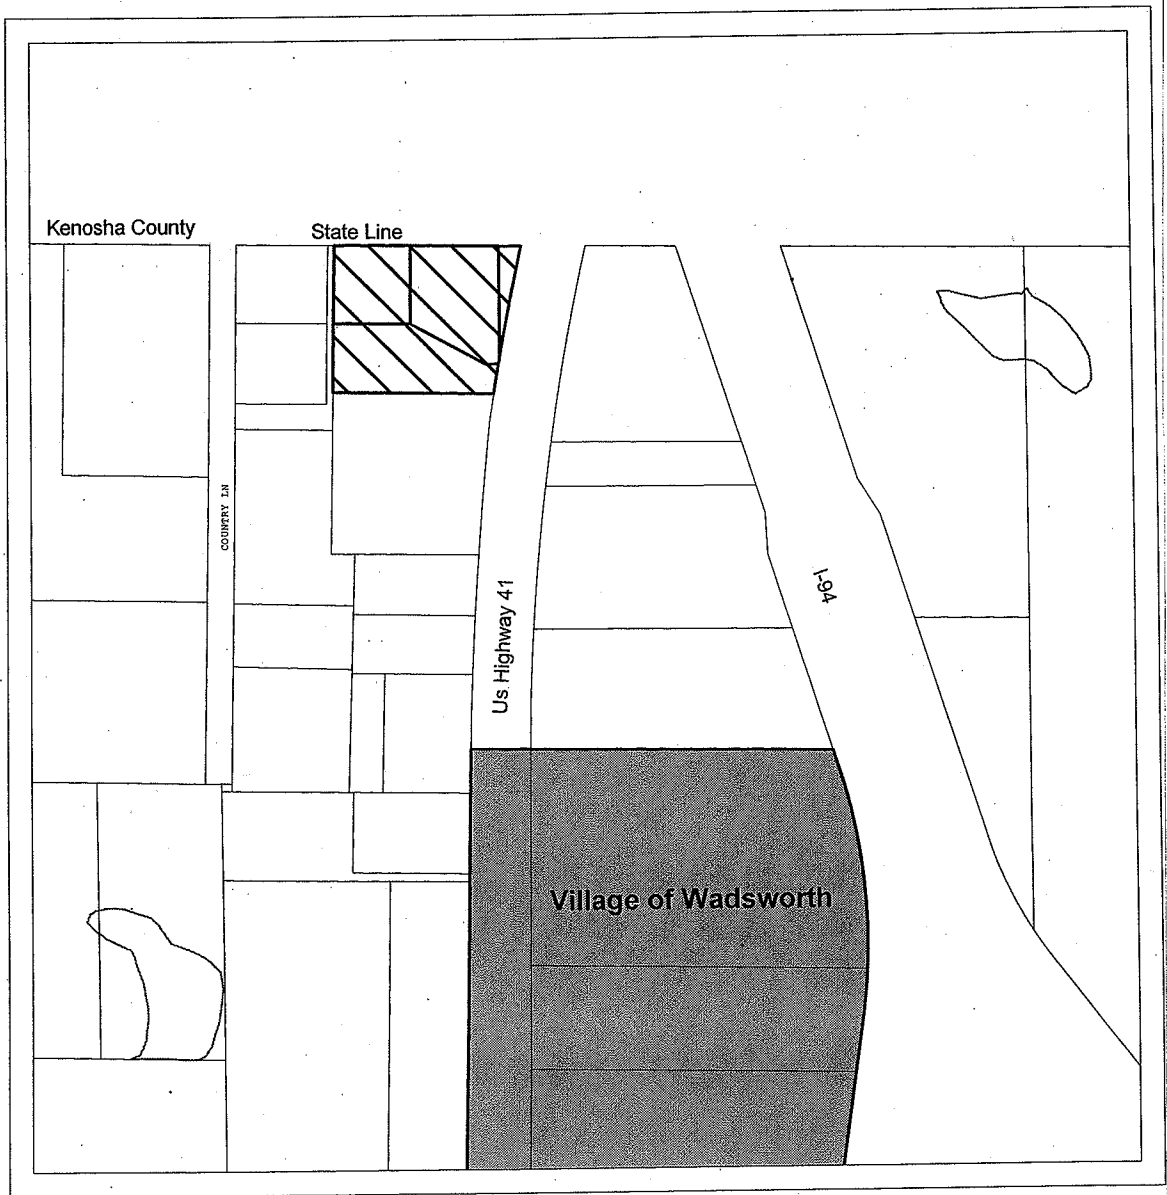 Kenosha County
State Line
COUNTRY LN
Us Highway 41
I-94
Village of Wadsworth